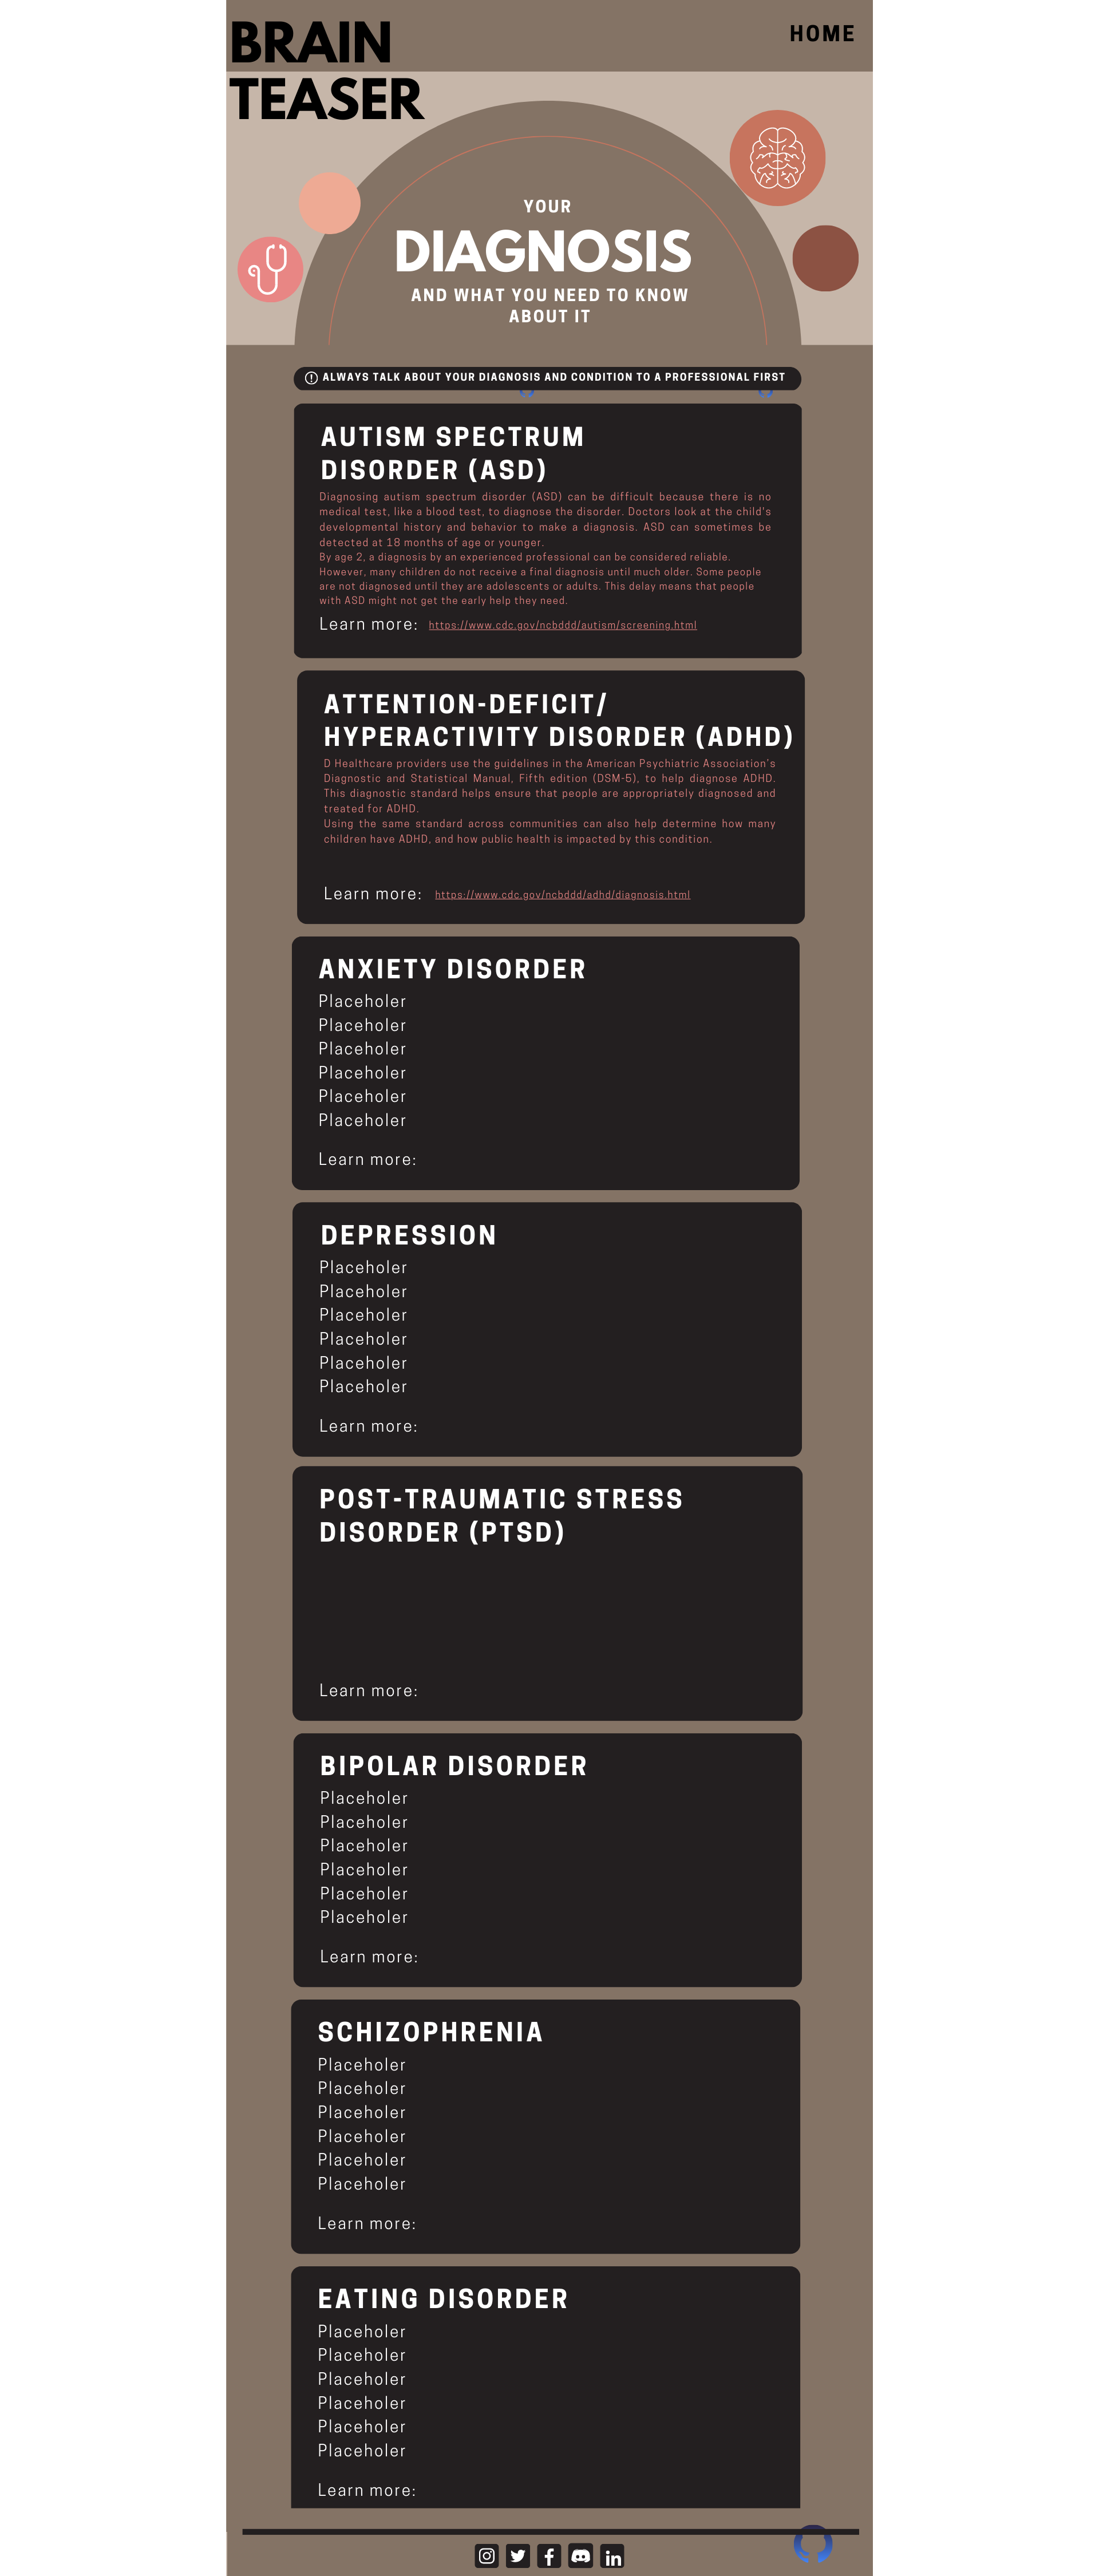 BRAIN
TEASER
HOME
YOUR
DIAGNOSIS
AND WHAT YOU NEED TO KNOW
ABOUT IT
ALWAYS TALK ABOUT YOUR DIAGNOSIS AND CONDITION TO A PROFESSIONAL FIRST
AUTISM SPECTRUM
DISORDER (ASD)
Diagnosing autism spectrum disorder (ASD) can be difficult because there is no
medical test, like a blood test, to diagnose the disorder. Doctors look at the child's
developmental history and behavior to make a diagnosis. ASD can sometimes be
detected at 18 months of age or younger.
By age 2, a diagnosis by an experienced professional can be considered reliable.
However, many children do not receive a final diagnosis until much older. Some people
are not diagnosed until they are adolescents or adults. This delay means that people
with ASD might not get the early help they need.
Learn more: https://www.cdc.gov/ncbddd/autism/screening.html
ATTENTION-DEFICIT/
HYPERACTIVITY DISORDER (ADHD)
D Healthcare providers use the guidelines in the American Psychiatric Association's
Diagnostic and Statistical Manual, Fifth edition (DSM-5), to help diagnose ADHD.
This diagnostic standard helps ensure that people are appropriately diagnosed and
treated for ADHD.
Using the same standard across communities can also help determine how many
children have ADHD, and how public health is impacted by this condition.
Learn more: https://www.cdc.gov/ncbddd/adhd/diagnosis.html
ANXIETY DISORDER
Placeholer
Placeholer
Placeholer
Placeholer
Placeholer
Placeholer
Learn more:
DEPRESSION
Placeholer
Placeholer
Placeholer
Placeholer
Placeholer
Placeholer
Learn more:
POST-TRAUMATIC STRESS
DISORDER (PTSD)
Learn more:
BIPOLAR DISORDER
Placeholer
Placeholer
Placeholer
Placeholer
Placeholer
Placeholer
Learn more:
SCHIZOPHRENIA
Placeholer
Placeholer
Placeholer
Placeholer
Placeholer
Placeholer
Learn more:
EATING DISORDER
Placeholer
Placeholer
Placeholer
Placeholer
Placeholer
Placeholer
Learn more: